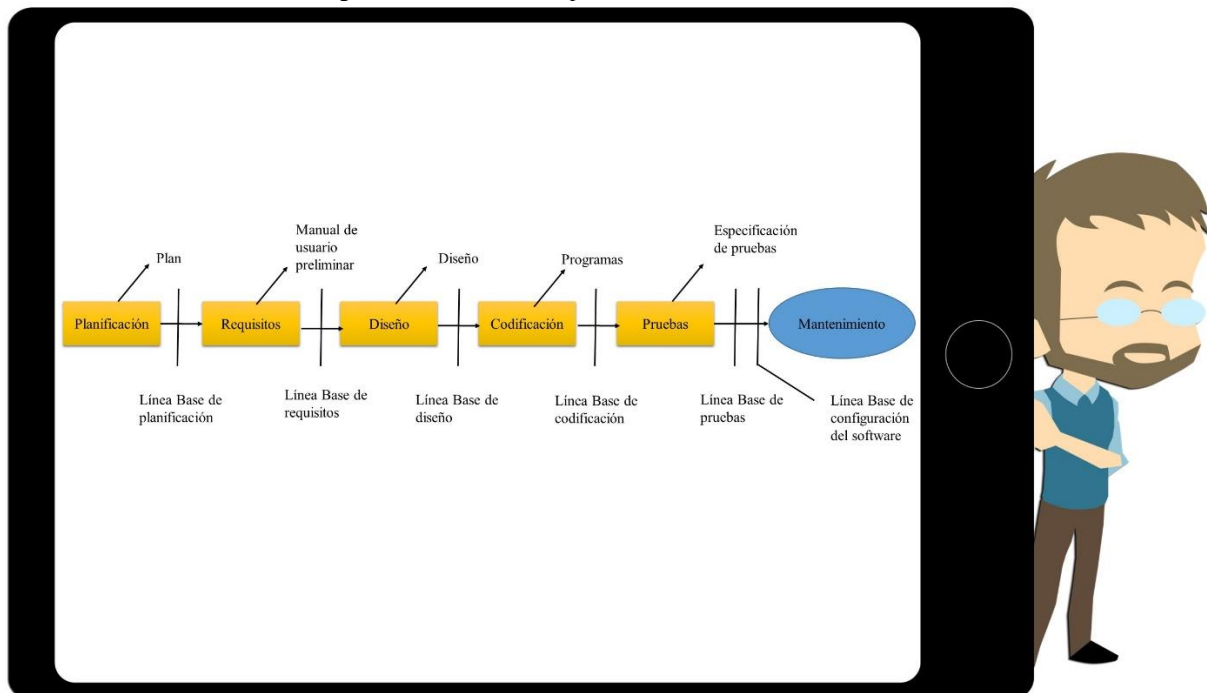 Plan
Manual de
usuario
preliminar
Diseño
Programas
Especificación
de pruebas
Planificación
Requisitos
Diseño
Codificación
Pruebas
Mantenimiento
Línea Base de
planificación
Línea Base de
requisitos
Línea Base de
diseño
Línea Base de
codificación
Línea Base de
pruebas
Línea Base de
configuración
del software